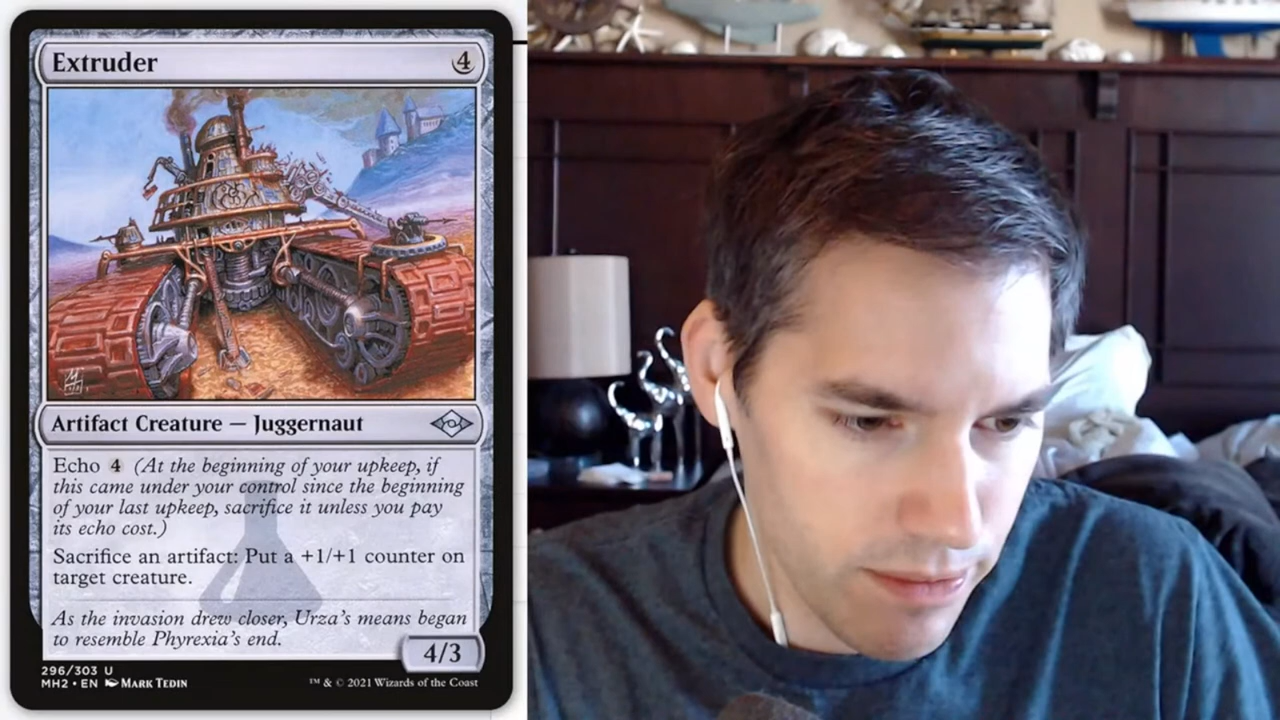 Extruder 4
Artifact Creature — Juggernaut
Echo 4 (At the beginning of your upkeep, if
this came under your control since the beginning
of your last upkeep, sacrifice it unless you pay
its echo cost.)
Sacrifice an artifact: Put a +1/+1 counter on
target creature.
As the invasion drew closer, Urza's means began
to resemble Phyrexia's end.
4/3
296/303 U
MH2 • EN Mark Tedin
™ & © 2021 Wizards of the Coast